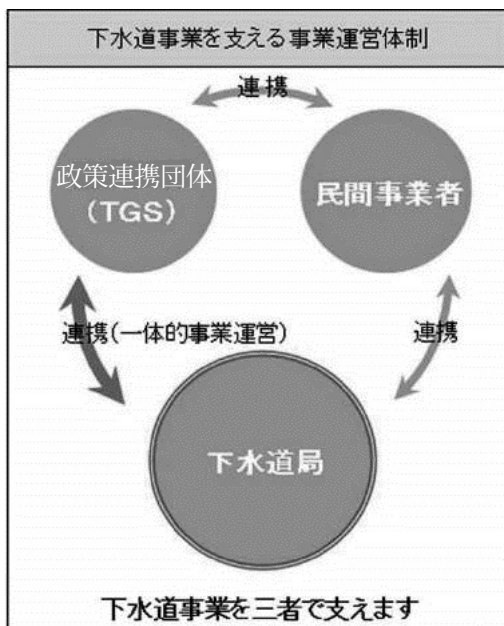 下水道事業を支える事業運営体制
連携
政策連携団体
(TGS)
民間事業者
連携(一体的事業運営)
連携
下水道局
下水道事業を三者で支えます